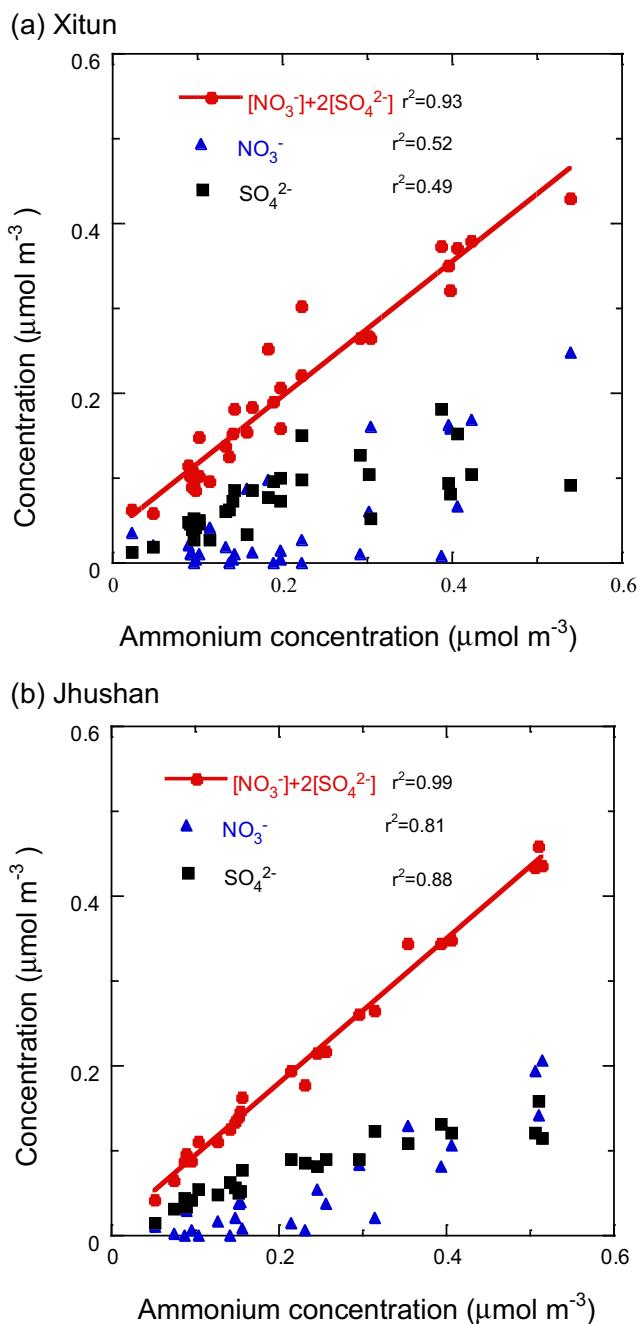 (a) Xitun
0.6
[NO₃⁻]+2[SO₄²⁻] r²=0.93
NO₃⁻ r²=0.52
SO₄²⁻ r²=0.49
0.4
0.2
0
Concentration (μmol m⁻³)
0 0.2 0.4 0.6
Ammonium concentration (μmol m⁻³)
(b) Jhushan
0.6
[NO₃⁻]+2[SO₄²⁻] r²=0.99
NO₃⁻ r²=0.81
SO₄²⁻ r²=0.88
0.4
0.2
0
Concentration (μmol m⁻³)
0 0.2 0.4 0.6
Ammonium concentration (μmol m⁻³)